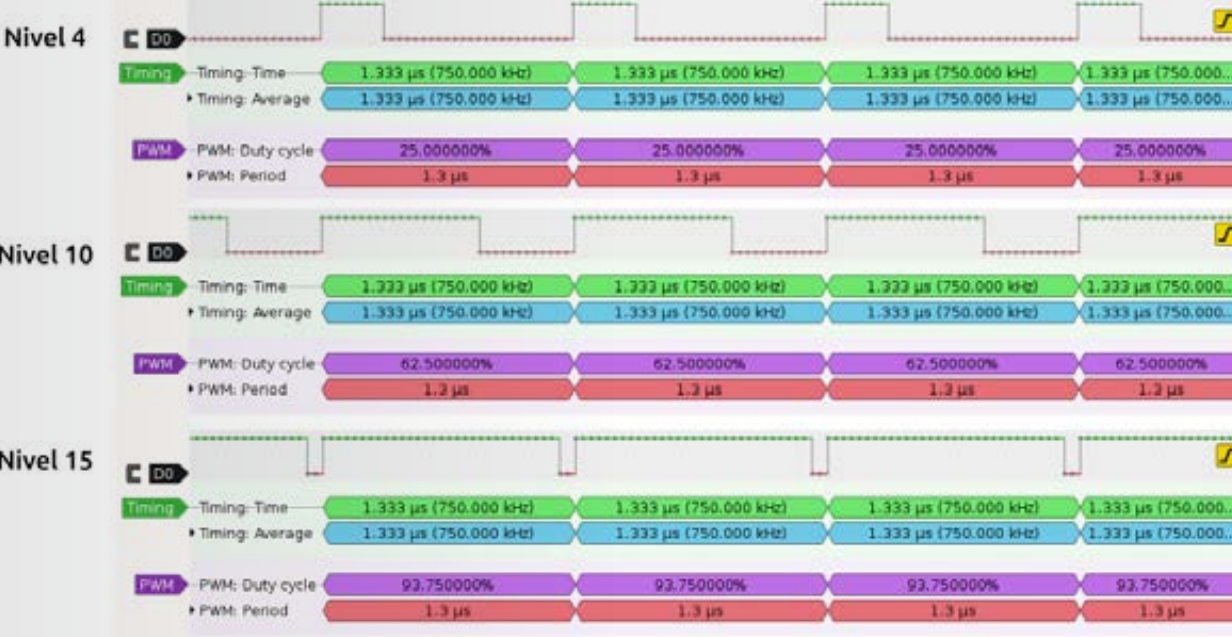 Nivel 4
D0
Timing Timing: Time 1.333 µs (750.000 kHz) 1.333 µs (750.000 kHz) 1.333 µs (750.000 kHz) 1.333 µs (750.000...
Timing: Average 1.333 µs (750.000 kHz) 1.333 µs (750.000 kHz) 1.333 µs (750.000 kHz) 1.333 µs (750.000...
PWM PWM: Duty cycle 25.000000% 25.000000% 25.000000% 25.000000%
PWM: Period 1.3 µs 1.3 µs 1.3 µs 1.3 µs
Nivel 10
D0
Timing Timing: Time 1.333 µs (750.000 kHz) 1.333 µs (750.000 kHz) 1.333 µs (750.000 kHz) 1.333 µs (750.000...
Timing: Average 1.333 µs (750.000 kHz) 1.333 µs (750.000 kHz) 1.333 µs (750.000 kHz) 1.333 µs (750.000...
PWM PWM: Duty cycle 62.500000% 62.500000% 62.500000% 62.500000%
PWM: Period 1.3 µs 1.3 µs 1.3 µs 1.3 µs
Nivel 15
D0
Timing Timing: Time 1.333 µs (750.000 kHz) 1.333 µs (750.000 kHz) 1.333 µs (750.000 kHz) 1.333 µs (750.000...
Timing: Average 1.333 µs (750.000 kHz) 1.333 µs (750.000 kHz) 1.333 µs (750.000 kHz) 1.333 µs (750.000...
PWM PWM: Duty cycle 93.750000% 93.750000% 93.750000% 93.750000%
PWM: Period 1.3 µs 1.3 µs 1.3 µs 1.3 µs